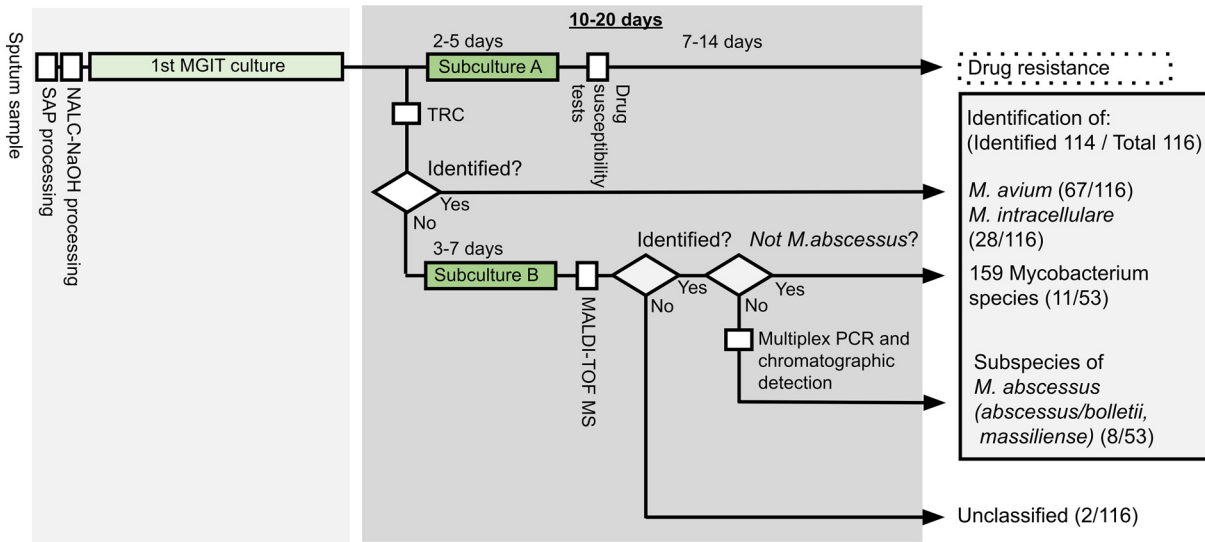 Sputum sample
SAP processing
NALC-NaOH processing
1st MGIT culture
10-20 days
2-5 days
7-14 days
Subculture A
Drug
susceptibility
tests
Drug resistance
TRC
Identified?
Yes
No
3-7 days
Subculture B
MALDI-TOF MS
Identified?
Yes
No
Not M.abscessus?
Yes
No
Multiplex PCR and
chromatographic
detection
Identification of:
(Identified 114 / Total 116)
M. avium (67/116)
M. intracellulare
(28/116)
159 Mycobacterium
species (11/53)
Subspecies of
M. abscessus
(abscessus/bolletii,
massiliense) (8/53)
Unclassified (2/116)